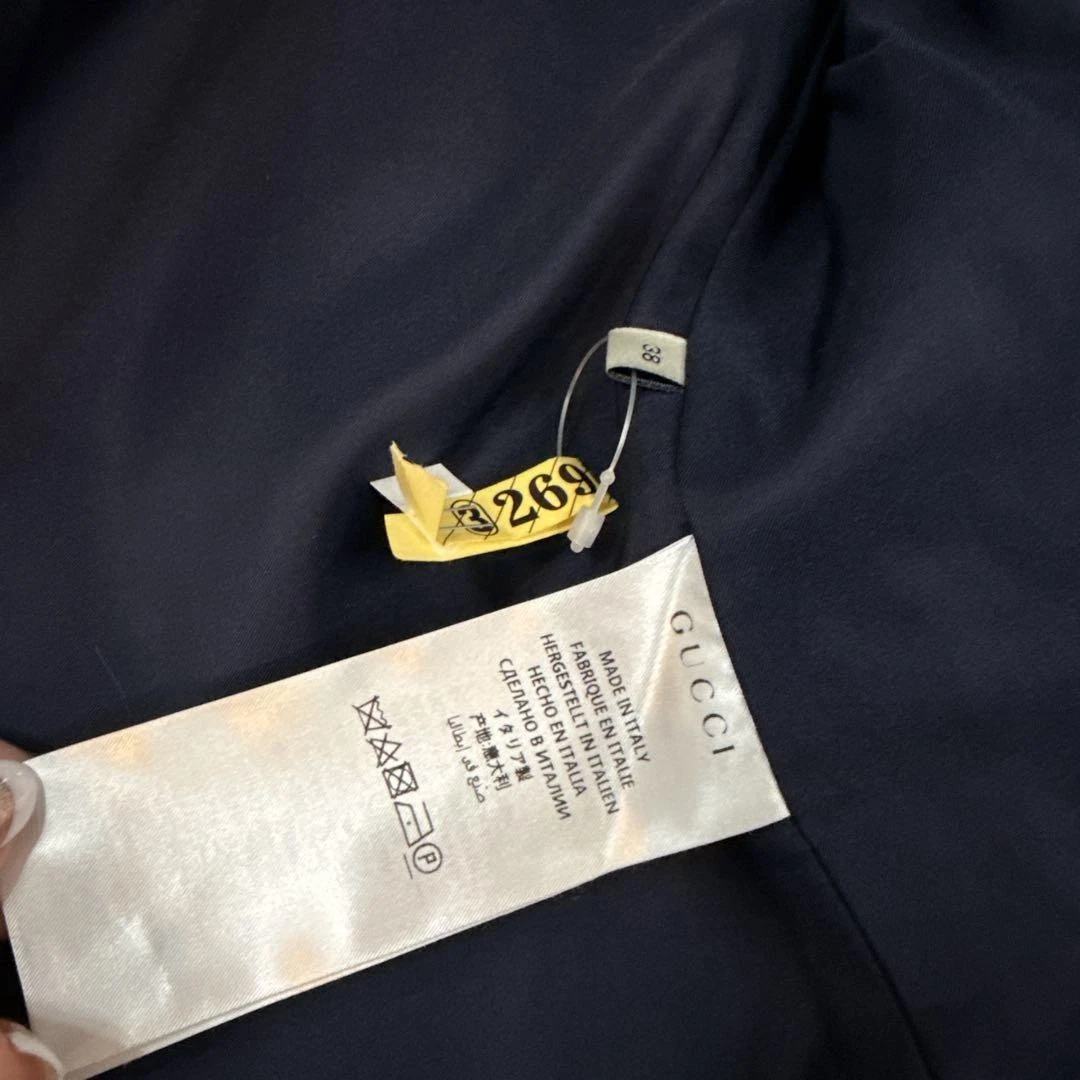 38
269
GUCCI
MADE IN ITALY
FABRIQUE EN ITALIE
HERGESTELLT IN ITALIEN
HECHO EN ITALIA
СДЕЛАНО В ИТАЛИИ
イタリア製
产地:意大利
صنع في إيطاليا
P